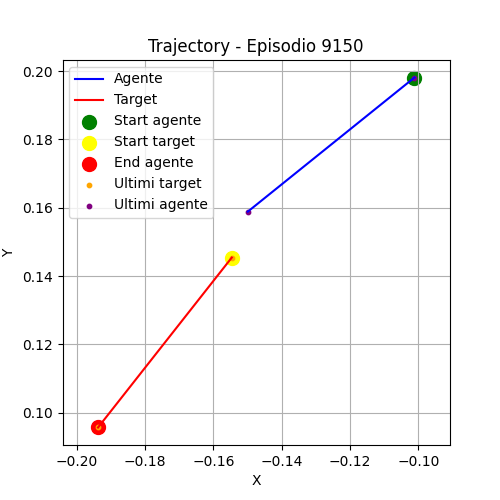 Trajectory - Episodio 9150
Agente
Target
Start agente
Start target
End agente
Ultimi target
Ultimi agente
0.20
0.18
0.16
0.14
0.12
0.10
Y
−0.20 −0.18 −0.16 −0.14 −0.12 −0.10
X